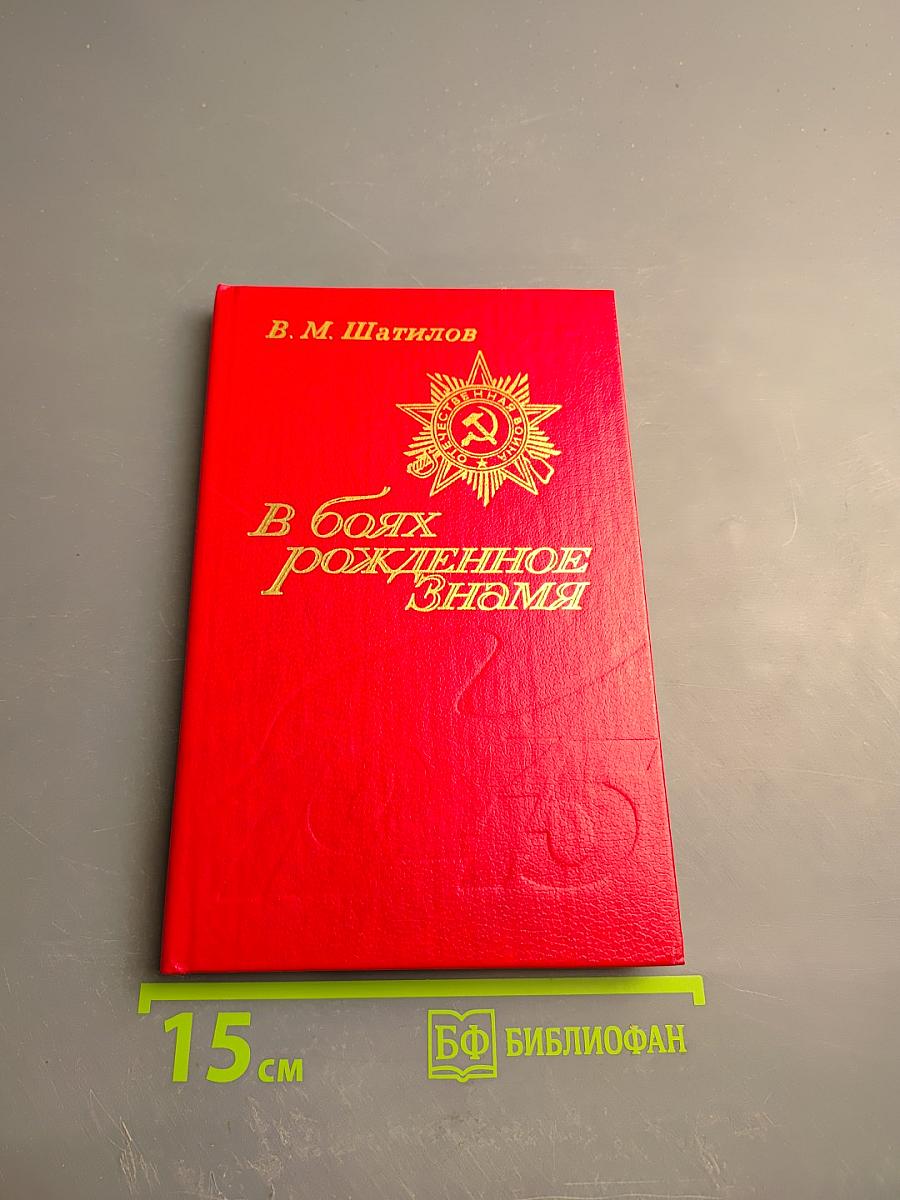 В. М. Шатилов
ОТЕЧЕСТВЕННАЯ ВОЙНА
В боях
рожденное
Знамя
15 см
БФ БИБЛИОФАН